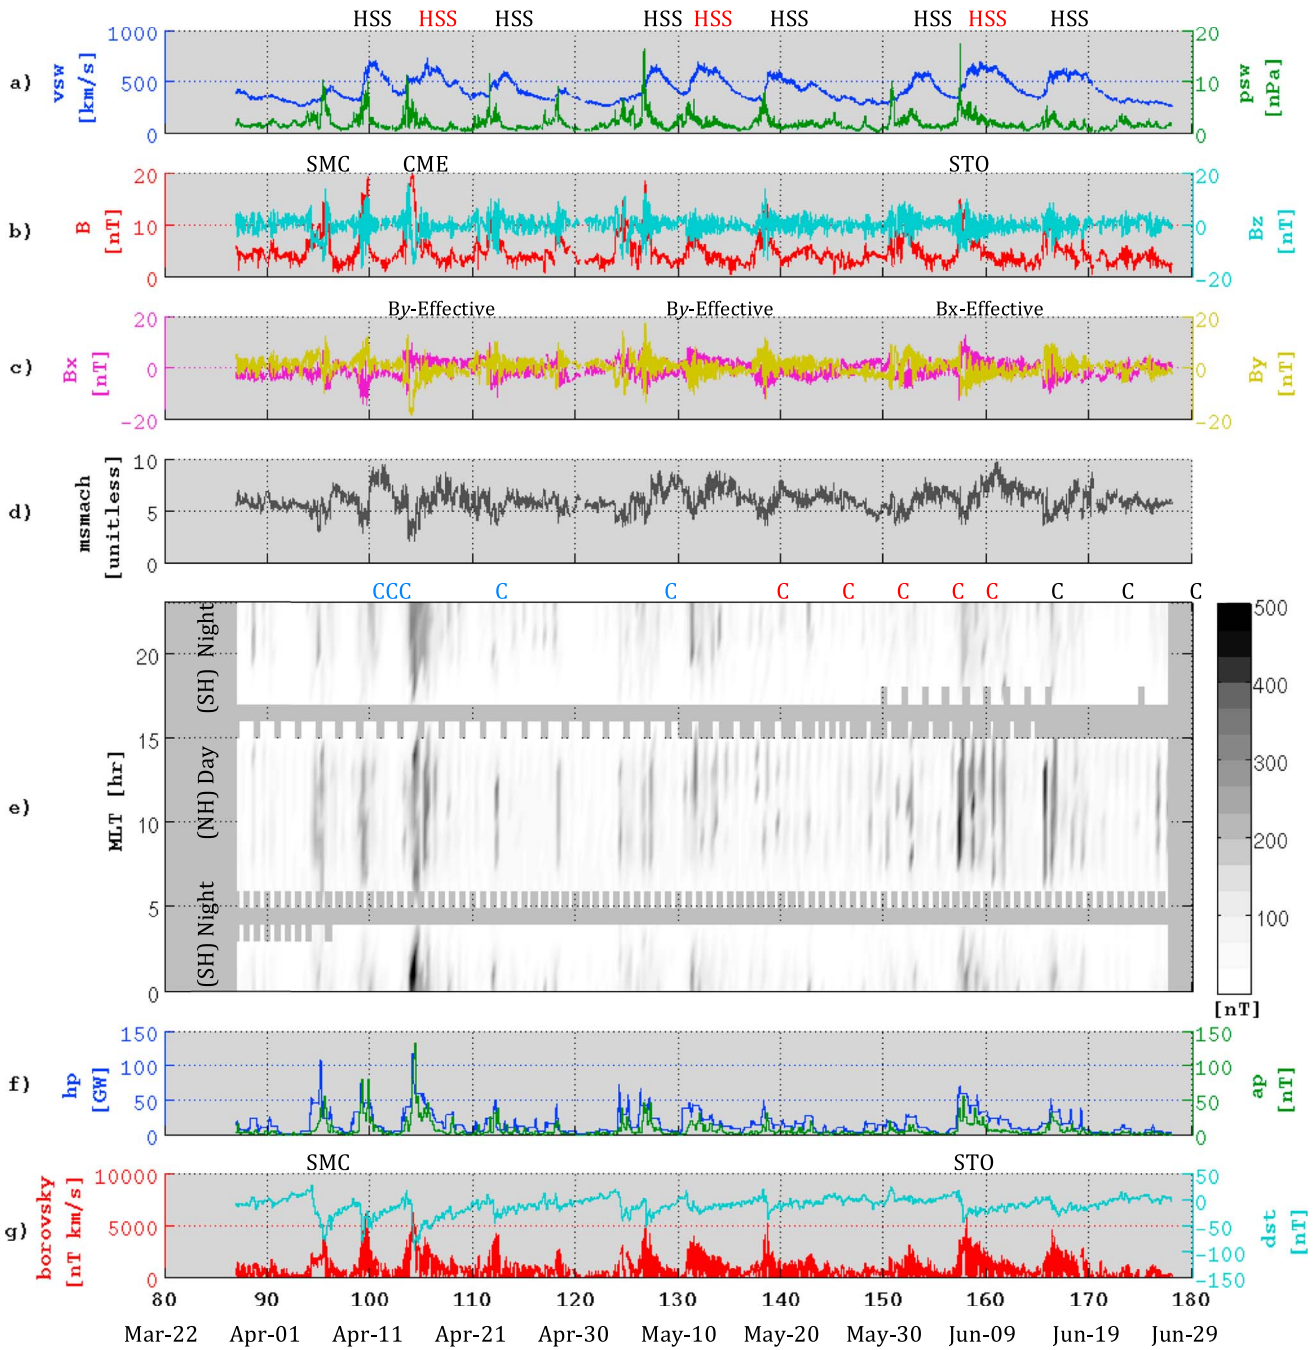 HSS HSS HSS HSS HSS HSS HSS HSS HSS
a) vsw [km/s] 1000 500 0 20 10 0 psw [nPa]
SMC CME STO
b) B [nT] 20 10 0 20 0 -20 Bz [nT]
By-Effective By-Effective Bx-Effective
c) Bx [nT] 20 0 -20 20 0 -20 By [nT]
d) msmach [unitless] 10 5 0
CCC C C C C C C C C C C
e) MLT [hr] 20 15 10 5 0
(SH) Night
(NH) Day
(SH) Night
500 400 300 200 100
[nT]
f) hp [GW] 150 100 50 0 150 100 50 0 ap [nT]
SMC STO
g) borovsky [nT km/s] 10000 5000 0 50 0 -50 -100 -150 dst [nT]
80 90 100 110 120 130 140 150 160 170 180
Mar-22 Apr-01 Apr-11 Apr-21 Apr-30 May-10 May-20 May-30 Jun-09 Jun-19 Jun-29